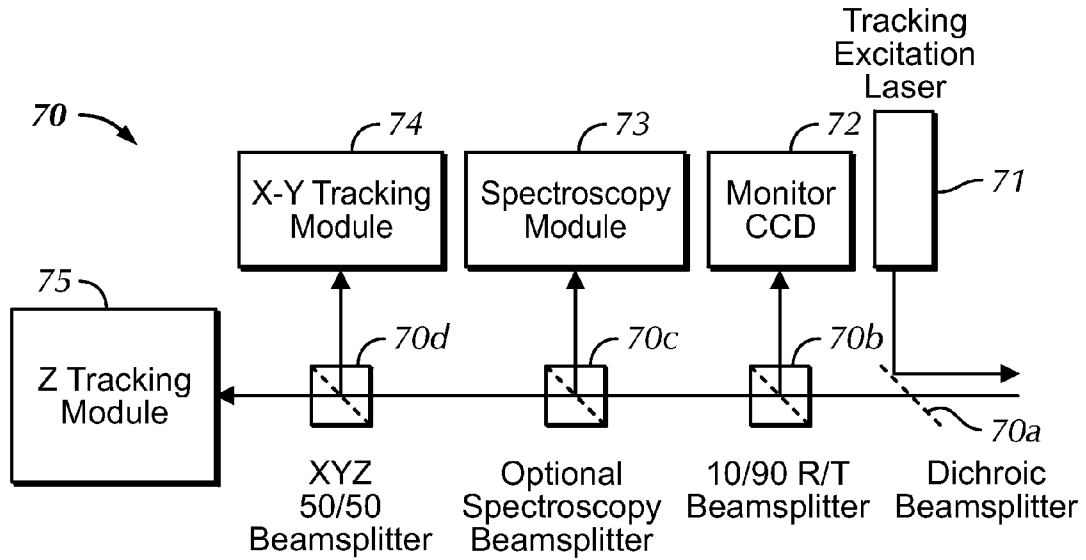 Tracking
Excitation
Laser
70
74
73
72
71
X-Y Tracking
Module
Spectroscopy
Module
Monitor
CCD
75
Z Tracking
Module
70d
70c
70b
70a
XYZ
50/50
Beamsplitter
Optional
Spectroscopy
Beamsplitter
10/90 R/T
Beamsplitter
Dichroic
Beamsplitter